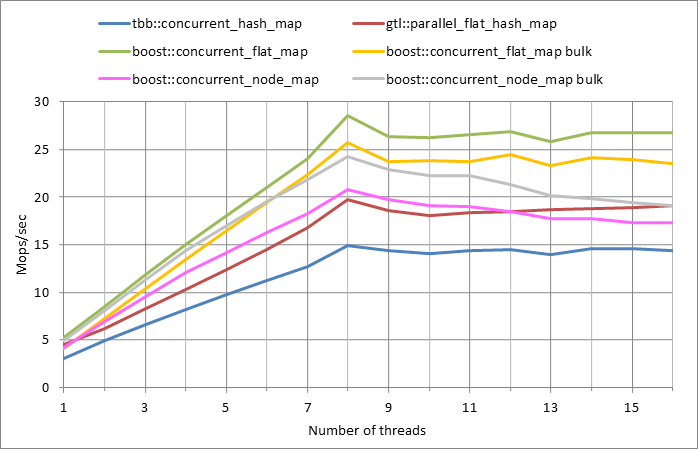 tbb::concurrent_hash_map gtl::parallel_flat_hash_map
boost::concurrent_flat_map boost::concurrent_flat_map bulk
boost::concurrent_node_map boost::concurrent_node_map bulk
30
25
20
15
10
5
0
Mops/sec
1 3 5 7 9 11 13 15
Number of threads